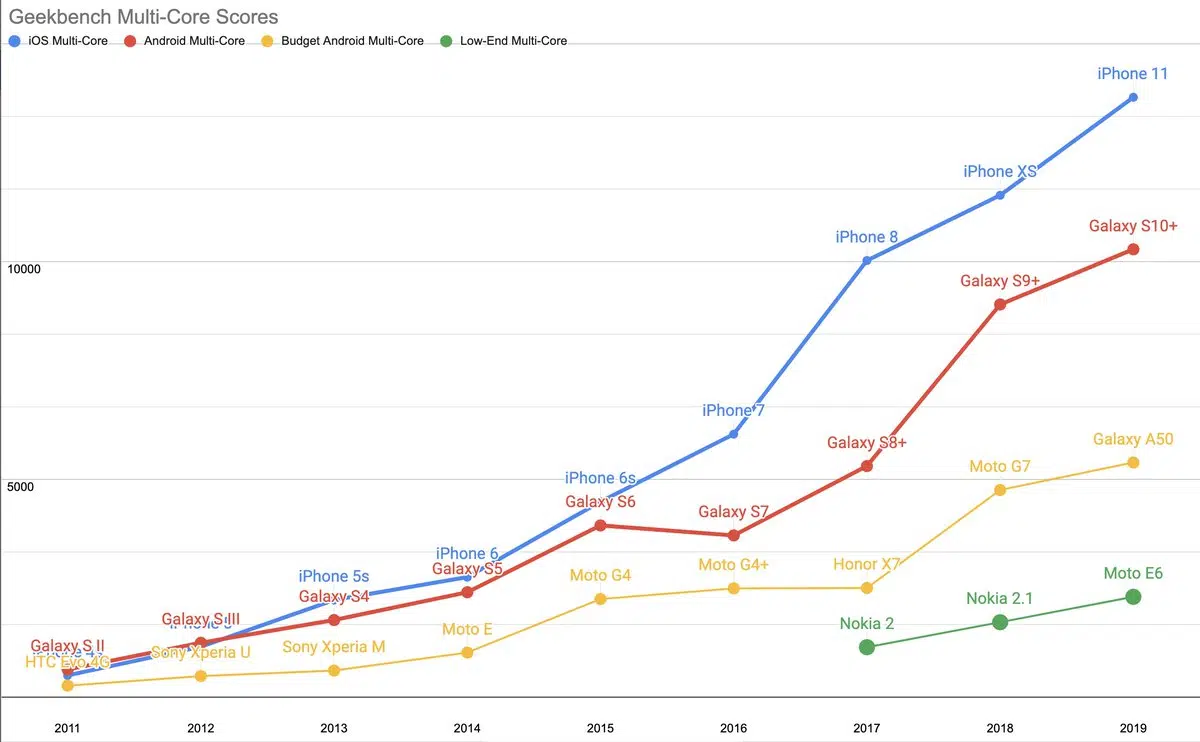 Geekbench Multi-Core Scores
iOS Multi-Core Android Multi-Core Budget Android Multi-Core Low-End Multi-Core
iPhone 11
iPhone XS
Galaxy S10+
iPhone 8
10000
Galaxy S9+
iPhone 7
Galaxy S8+
Galaxy A50
Moto G7
iPhone 6s
5000
Galaxy S6
Galaxy S7
iPhone 6
Galaxy S5
Moto G4+
Honor X7
Moto E6
iPhone 5s
Moto G4
Galaxy S4
Nokia 2.1
Galaxy S III
Nokia 2
Moto E
Galaxy S II
Sony Xperia M
Sony Xperia U
HTC Evo 4G
2011 2012 2013 2014 2015 2016 2017 2018 2019